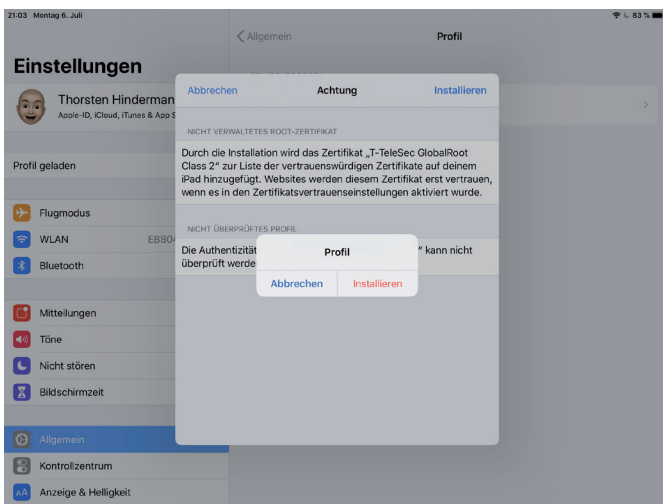 21:03 Montag 6. Juli
83 %
Allgemein
Profil
Einstellungen
Thorsten Hinderman
Apple-ID, iCloud, iTunes & App S
Profil geladen
Flugmodus
WLAN EB804
Bluetooth
Mitteilungen
Töne
Nicht stören
Bildschirmzeit
Allgemein
Kontrollzentrum
AA Anzeige & Helligkeit
Abbrechen Achtung Installieren
NICHT VERWALTETES ROOT-ZERTIFIKAT
Durch die Installation wird das Zertifikat „T-TeleSec GlobalRoot
Class 2“ zur Liste der vertrauenswürdigen Zertifikate auf deinem
iPad hinzugefügt. Websites werden diesem Zertifikat erst vertrauen,
wenn es in den Zertifikatsvertrauenseinstellungen aktiviert wurde.
NICHT ÜBERPRÜFTES PROFIL
Die Authentizität “ kann nicht
überprüft werde
Profil
Abbrechen Installieren